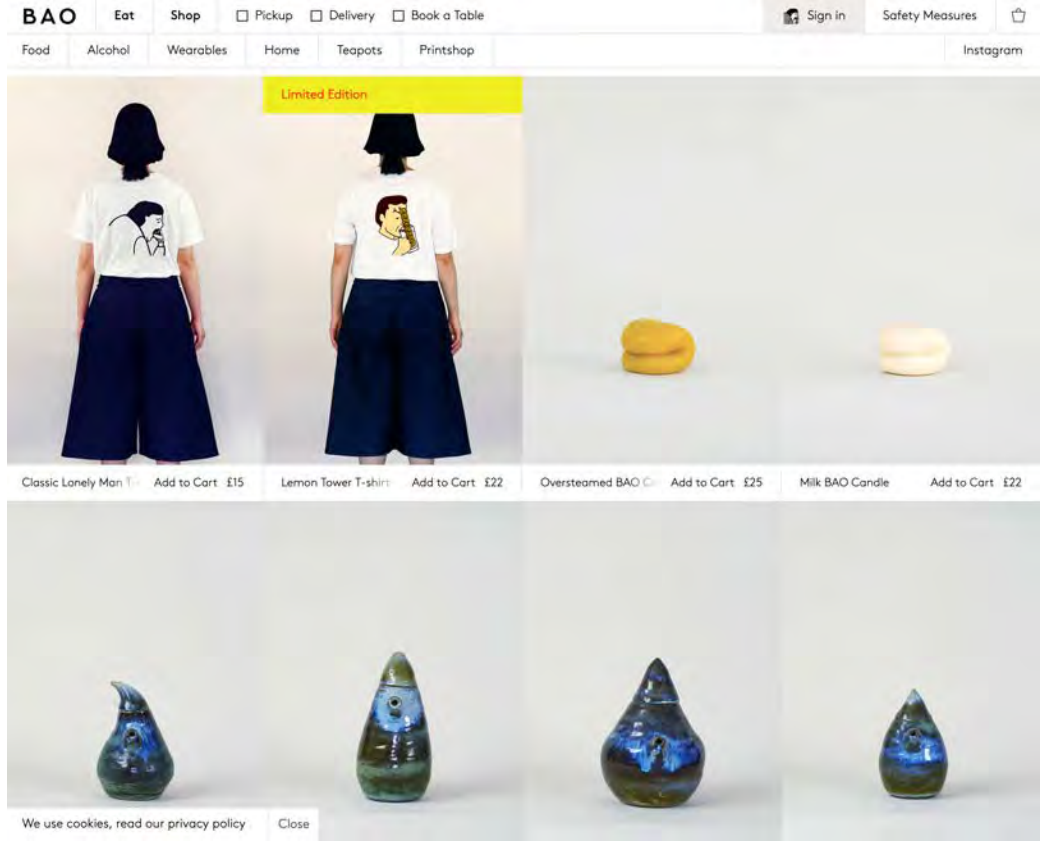 BAO Eat Shop Pickup Delivery Book a Table Sign in Safety Measures
Food Alcohol Wearables Home Teapots Printshop Instagram
Limited Edition
Classic Lonely Man T- Add to Cart £15
Lemon Tower T-shirt Add to Cart £22
Oversteamed BAO C Add to Cart £25
Milk BAO Candle Add to Cart £22
We use cookies, read our privacy policy Close